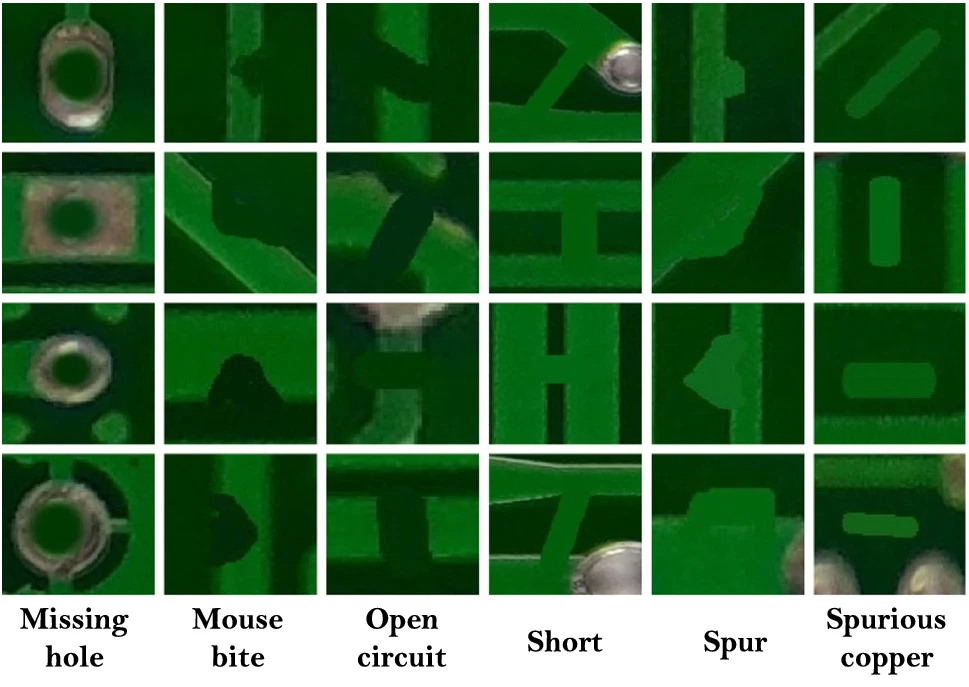 Missing
hole
Mouse
bite
Open
circuit
Short
Spur
Spurious
copper